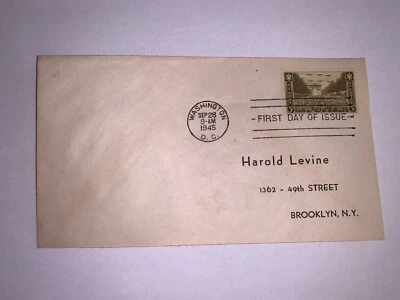 WASHINGTON
SEP 28
9-AM
1945
D. C.
FIRST DAY OF ISSUE
Harold Levine
1362 - 49th STREET
BROOKLYN, N.Y.